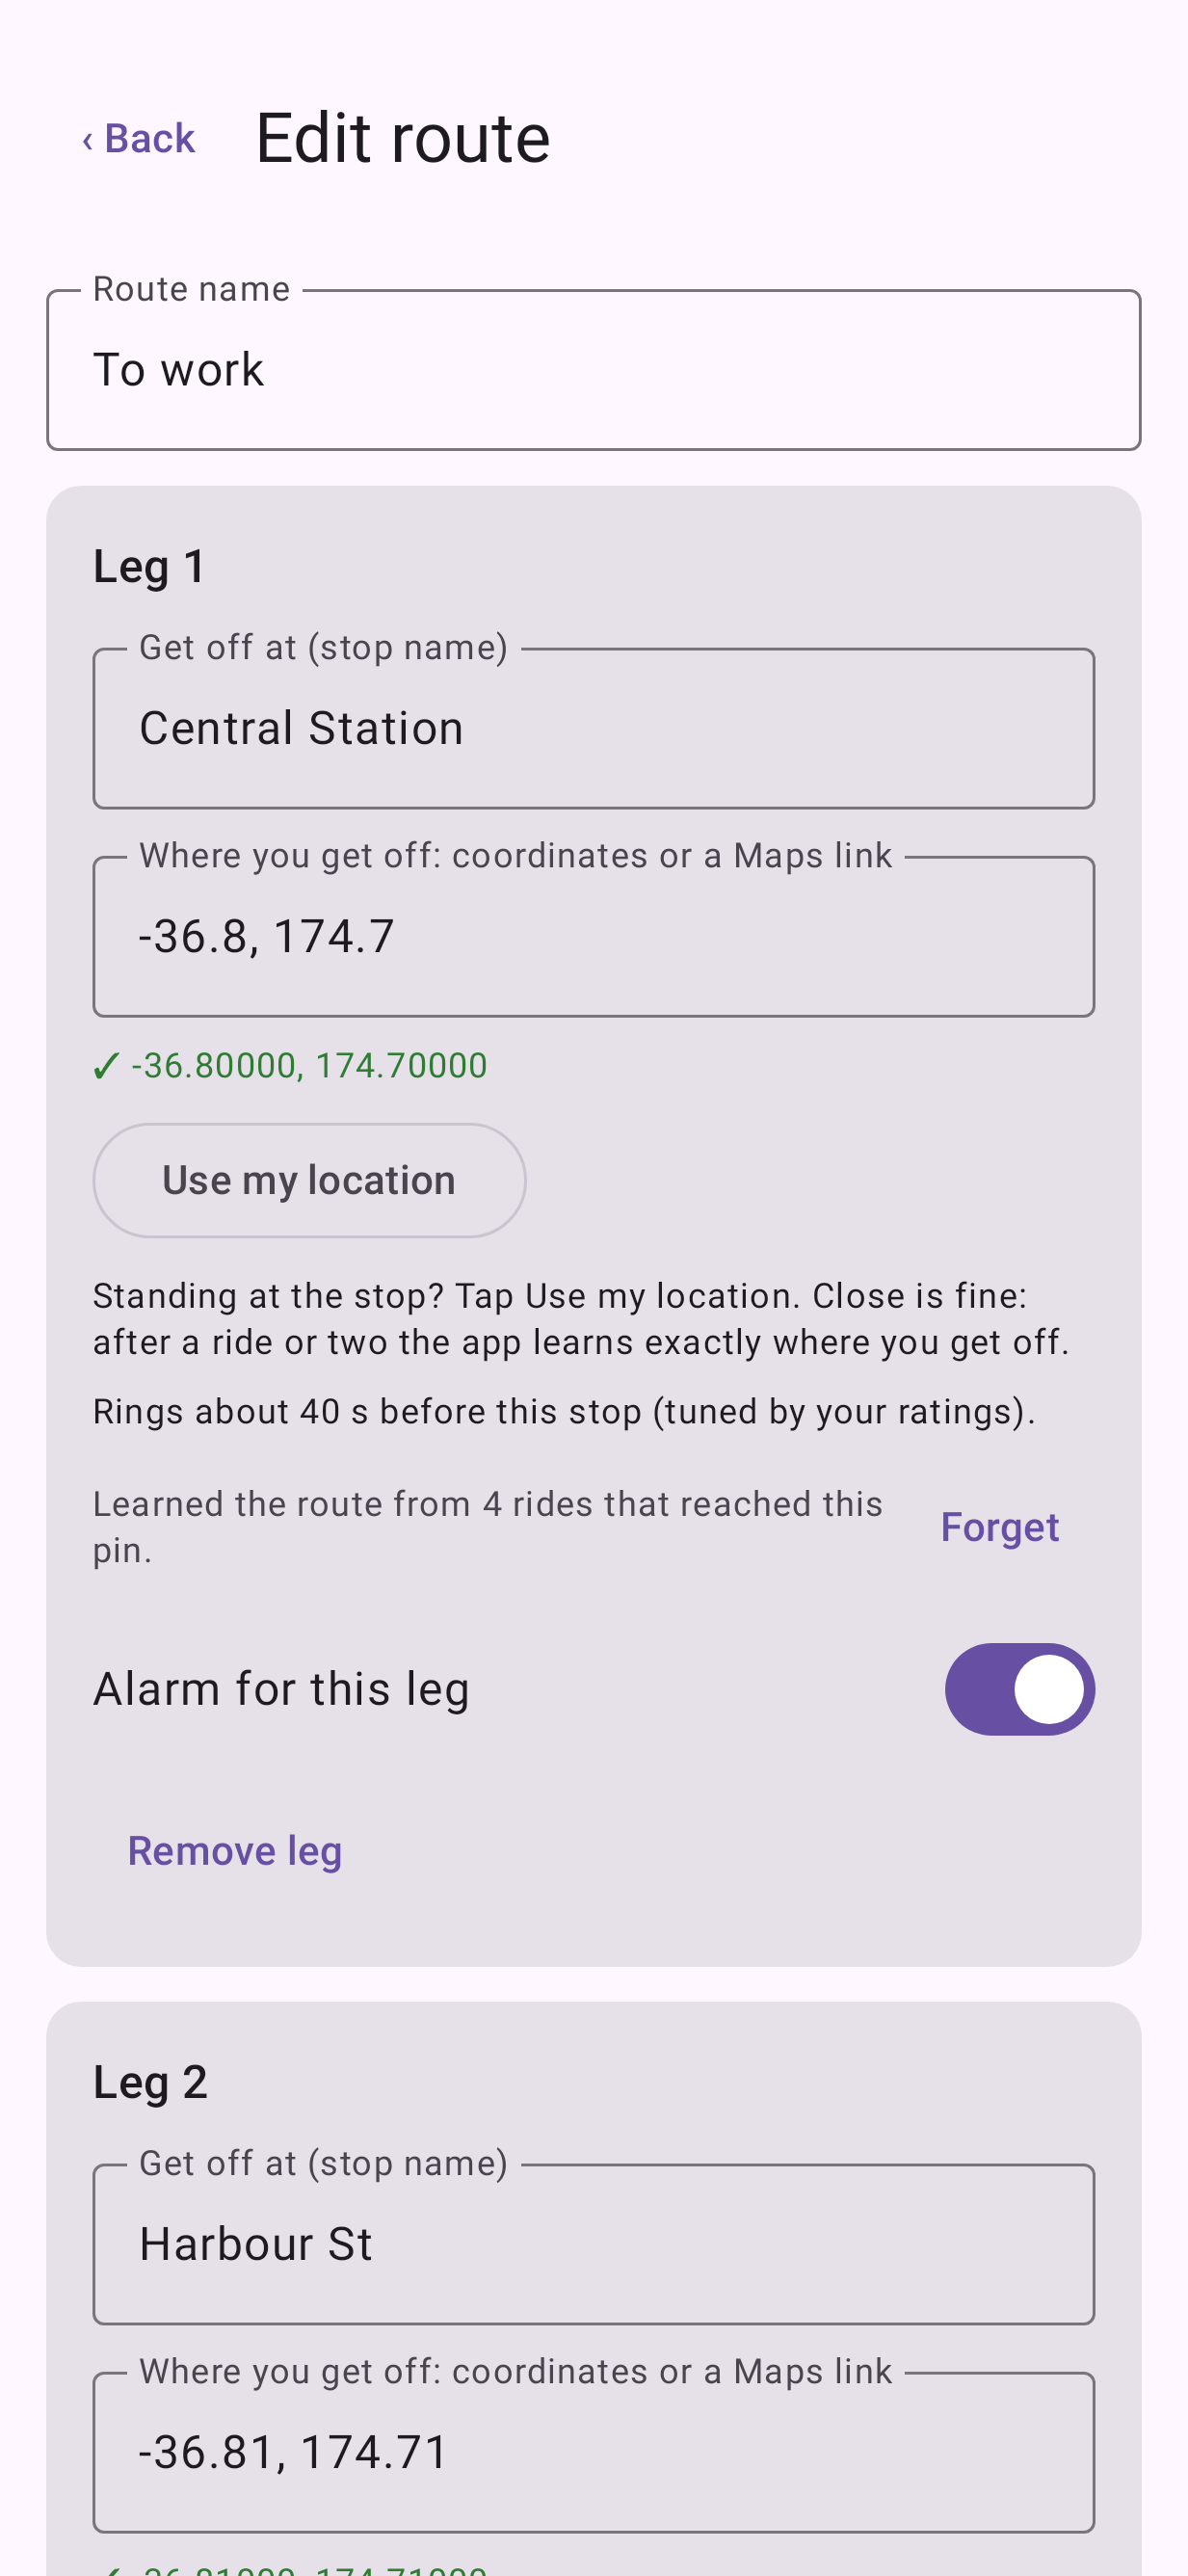 ‹ Back
Edit route
Route name
To work
Leg 1
Get off at (stop name)
Central Station
Where you get off: coordinates or a Maps link
-36.8, 174.7
✓ -36.80000, 174.70000
Use my location
Standing at the stop? Tap Use my location. Close is fine:
after a ride or two the app learns exactly where you get off.
Rings about 40 s before this stop (tuned by your ratings).
Learned the route from 4 rides that reached this
pin.
Forget
Alarm for this leg
Remove leg
Leg 2
Get off at (stop name)
Harbour St
Where you get off: coordinates or a Maps link
-36.81, 174.71